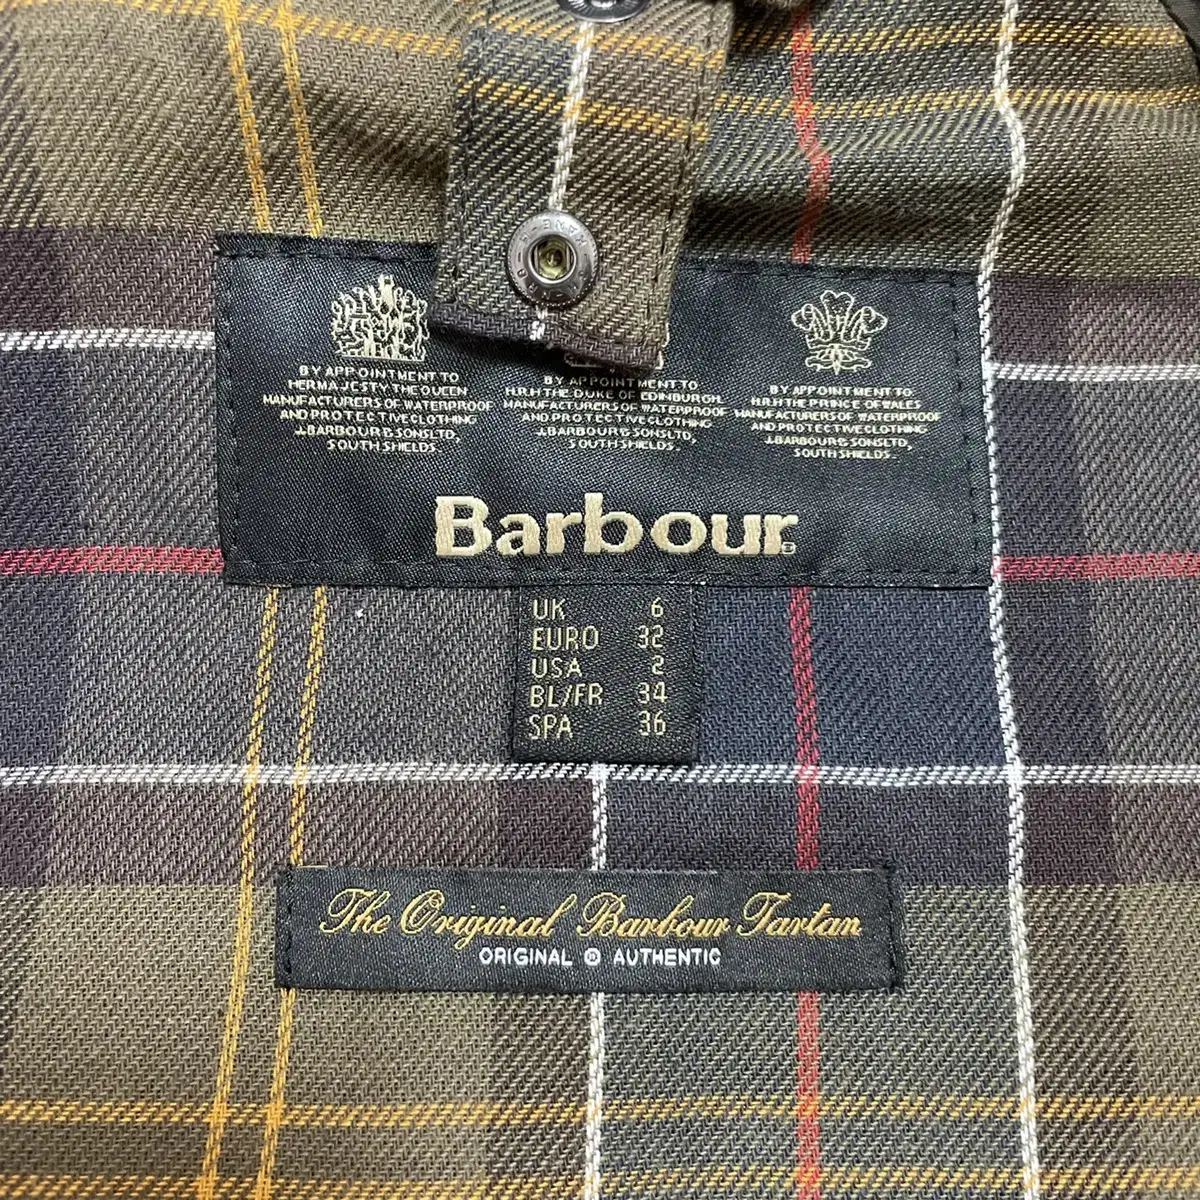 BY APPOINTMENT TO
HER MAJESTY THE QUEEN
MANUFACTURERS OF WATERPROOF
AND PROTECTIVE CLOTHING
J.BARBOUR & SONS LTD,
SOUTH SHIELDS.
BY APPOINTMENT TO
H.R.H THE DUKE OF EDINBURGH
MANUFACTURERS OF WATERPROOF
AND PROTECTIVE CLOTHING
J.BARBOUR & SONS LTD,
SOUTH SHIELDS.
BY APPOINTMENT TO
H.R.H THE PRINCE OF WALES
MANUFACTURERS OF WATERPROOF
AND PROTECTIVE CLOTHING
J.BARBOUR & SONS LTD,
SOUTH SHIELDS.
Barbour®
UK 6
EURO 32
USA 2
BL/FR 34
SPA 36
The Original Barbour Tartan
ORIGINAL ® AUTHENTIC